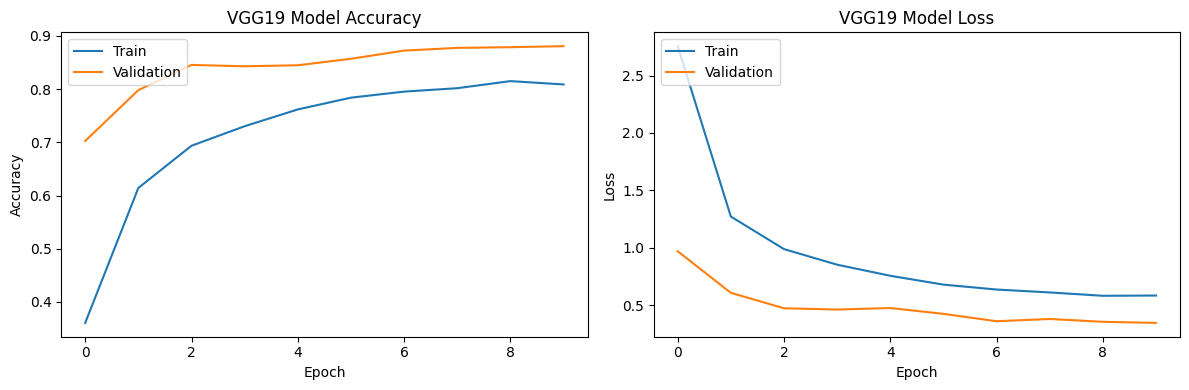 VGG19 Model Accuracy
Train
Validation
0.9
0.8
0.7
0.6
0.5
0.4
Accuracy
0 2 4 6 8
Epoch
VGG19 Model Loss
Train
Validation
2.5
2.0
1.5
1.0
0.5
Loss
0 2 4 6 8
Epoch